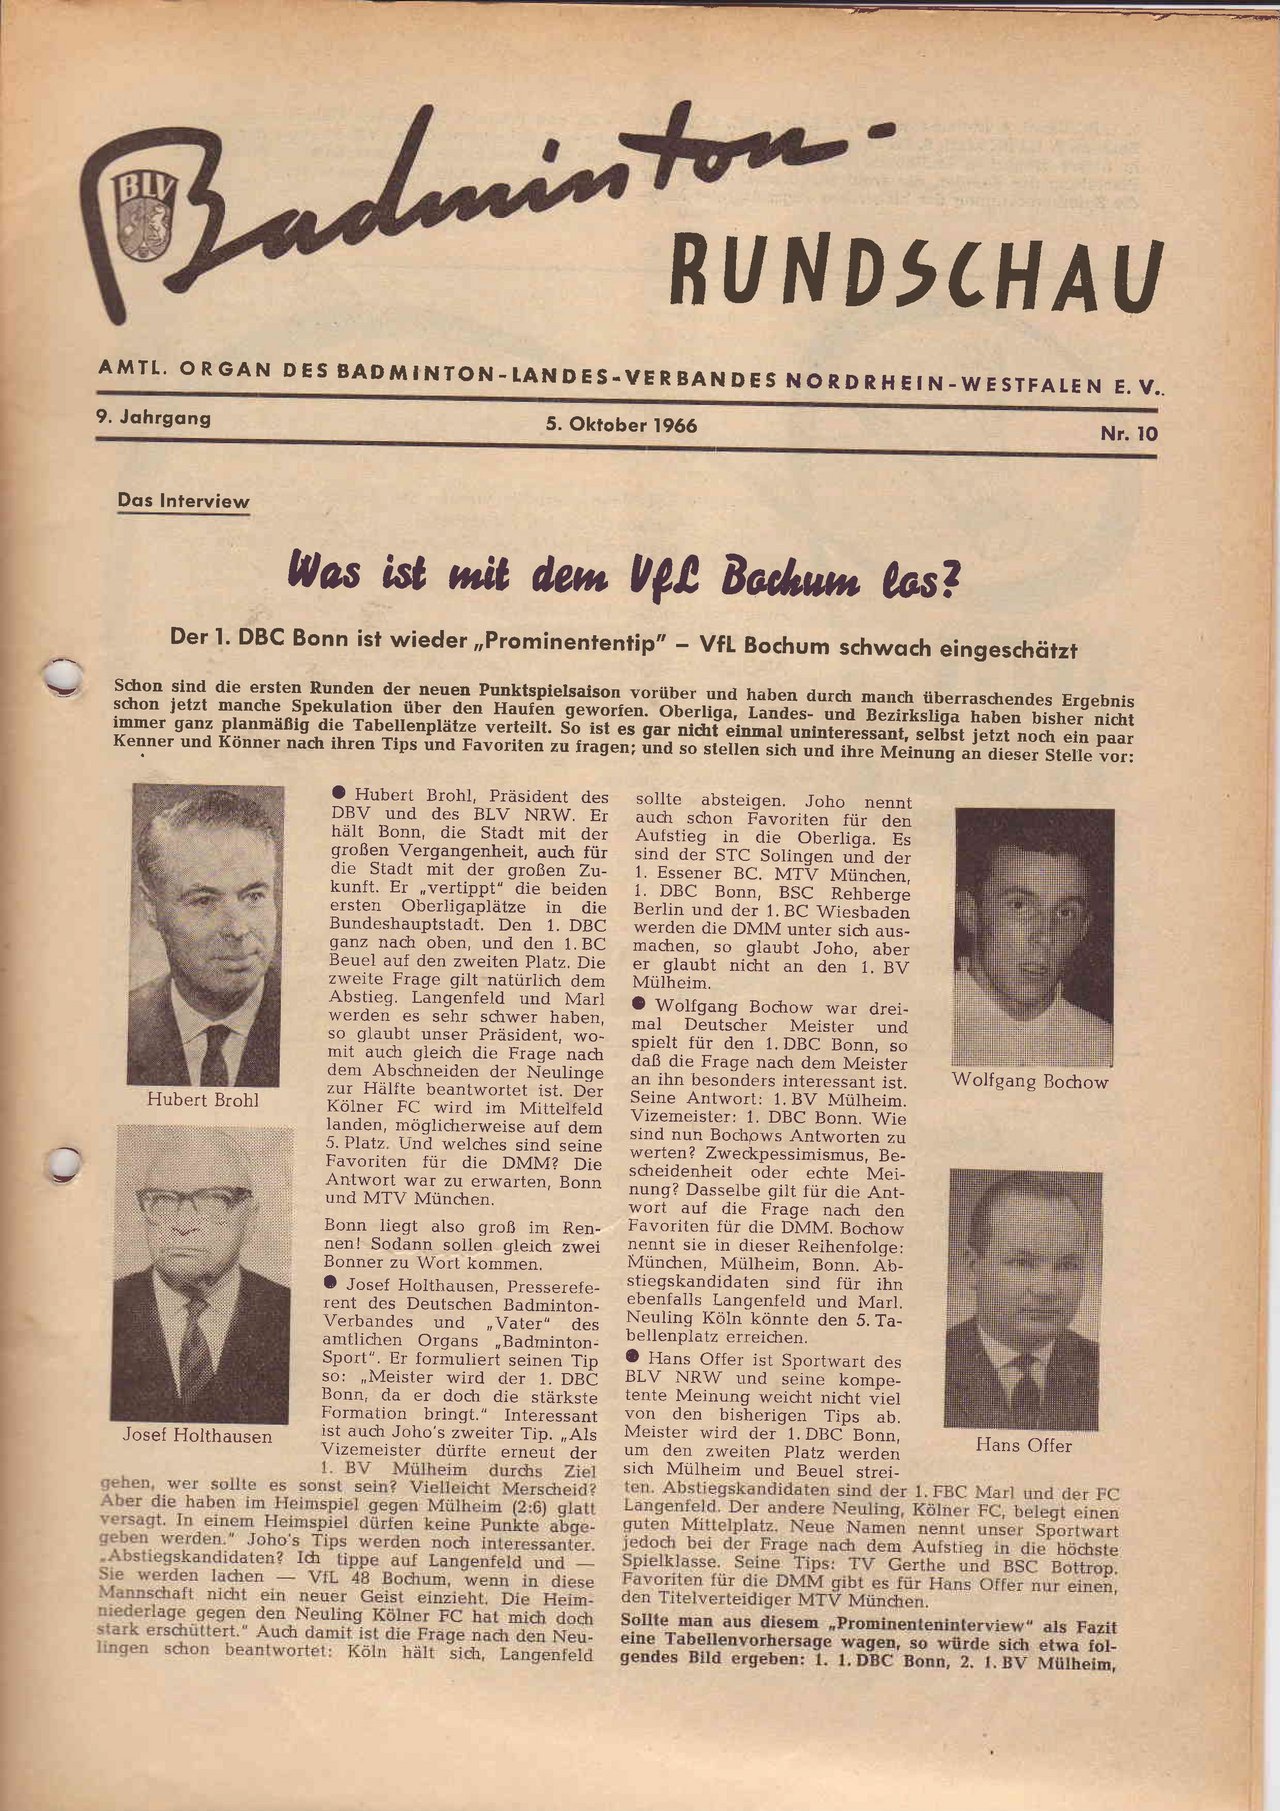 BLV
Badminton-
RUNDSCHAU
AMTL. ORGAN DES BADMINTON-LANDES-VERBANDES NORDRHEIN-WESTFALEN E. V..
9. Jahrgang 5. Oktober 1966 Nr. 10
Das Interview
Was ist mit dem VfL Bochum los?
Der 1. DBC Bonn ist wieder „Prominententip" – VfL Bochum schwach eingeschätzt
Schon sind die ersten Runden der neuen Punktspielsaison vorüber und haben durch manch überraschendes Ergebnis
schon jetzt manche Spekulation über den Haufen geworfen. Oberliga, Landes- und Bezirksliga haben bisher nicht
immer ganz planmäßig die Tabellenplätze verteilt. So ist es gar nicht einmal uninteressant, selbst jetzt noch ein paar
Kenner und Könner nach ihren Tips und Favoriten zu fragen; und so stellen sich und ihre Meinung an dieser Stelle vor:
Hubert Brohl
Josef Holthausen
● Hubert Brohl, Präsident des
DBV und des BLV NRW. Er
hält Bonn, die Stadt mit der
großen Vergangenheit, auch für
die Stadt mit der großen Zu-
kunft. Er „vertippt" die beiden
ersten Oberligaplätze in die
Bundeshauptstadt. Den 1. DBC
ganz nach oben, und den 1. BC
Beuel auf den zweiten Platz. Die
zweite Frage gilt natürlich dem
Abstieg. Langenfeld und Marl
werden es sehr schwer haben,
so glaubt unser Präsident, wo-
mit auch gleich die Frage nach
dem Abschneiden der Neulinge
zur Hälfte beantwortet ist. Der
Kölner FC wird im Mittelfeld
landen, möglicherweise auf dem
5. Platz. Und welches sind seine
Favoriten für die DMM? Die
Antwort war zu erwarten, Bonn
und MTV München.
Bonn liegt also groß im Ren-
nen! Sodann sollen gleich zwei
Bonner zu Wort kommen.
● Josef Holthausen, Presserefe-
rent des Deutschen Badminton-
Verbandes und „Vater" des
amtlichen Organs „Badminton-
Sport". Er formuliert seinen Tip
so: „Meister wird der 1. DBC
Bonn, da er doch die stärkste
Formation bringt." Interessant
ist auch Joho's zweiter Tip. „Als
Vizemeister dürfte erneut der
1. BV Mülheim durchs Ziel
gehen, wer sollte es sonst sein? Vielleicht Merscheid?
Aber die haben im Heimspiel gegen Mülheim (2:6) glatt
versagt. In einem Heimspiel dürfen keine Punkte abge-
geben werden." Joho's Tips werden noch interessanter.
„Abstiegskandidaten? Ich tippe auf Langenfeld und —
Sie werden lachen — VfL 48 Bochum, wenn in diese
Mannschaft nicht ein neuer Geist einzieht. Die Heim-
niederlage gegen den Neuling Kölner FC hat mich doch
stark erschüttert." Auch damit ist die Frage nach den Neu-
lingen schon beantwortet: Köln hält sich, Langenfeld
sollte absteigen. Joho nennt
auch schon Favoriten für den
Aufstieg in die Oberliga. Es
sind der STC Solingen und der
1. Essener BC. MTV München,
1. DBC Bonn, BSC Rehberge
Berlin und der 1. BC Wiesbaden
werden die DMM unter sich aus-
machen, so glaubt Joho, aber
er glaubt nicht an den 1. BV
Mülheim.
● Wolfgang Bochow war drei-
mal Deutscher Meister und
spielt für den 1. DBC Bonn, so
daß die Frage nach dem Meister
an ihn besonders interessant ist.
Seine Antwort: 1. BV Mülheim.
Vizemeister: 1. DBC Bonn. Wie
sind nun Bochows Antworten zu
werten? Zweckpessimismus, Be-
scheidenheit oder echte Mei-
nung? Dasselbe gilt für die Ant-
wort auf die Frage nach den
Favoriten für die DMM. Bochow
nennt sie in dieser Reihenfolge:
München, Mülheim, Bonn. Ab-
stiegskandidaten sind für ihn
ebenfalls Langenfeld und Marl.
Neuling Köln könnte den 5. Ta-
bellenplatz erreichen.
● Hans Offer ist Sportwart des
BLV NRW und seine kompe-
tente Meinung weicht nicht viel
von den bisherigen Tips ab.
Meister wird der 1. DBC Bonn,
um den zweiten Platz werden
sich Mülheim und Beuel strei-
ten. Abstiegskandidaten sind der 1. FBC Marl und der FC
Langenfeld. Der andere Neuling, Kölner FC, belegt einen
guten Mittelplatz. Neue Namen nennt unser Sportwart
jedoch bei der Frage nach dem Aufstieg in die höchste
Spielklasse. Seine Tips: TV Gerthe und BSC Bottrop.
Favoriten für die DMM gibt es für Hans Offer nur einen,
den Titelverteidiger MTV München.
Sollte man aus diesem „Prominenteninterview" als Fazit
eine Tabellenvorhersage wagen, so würde sich etwa fol-
gendes Bild ergeben: 1. 1. DBC Bonn, 2. 1. BV Mülheim,
Wolfgang Bochow
Hans Offer